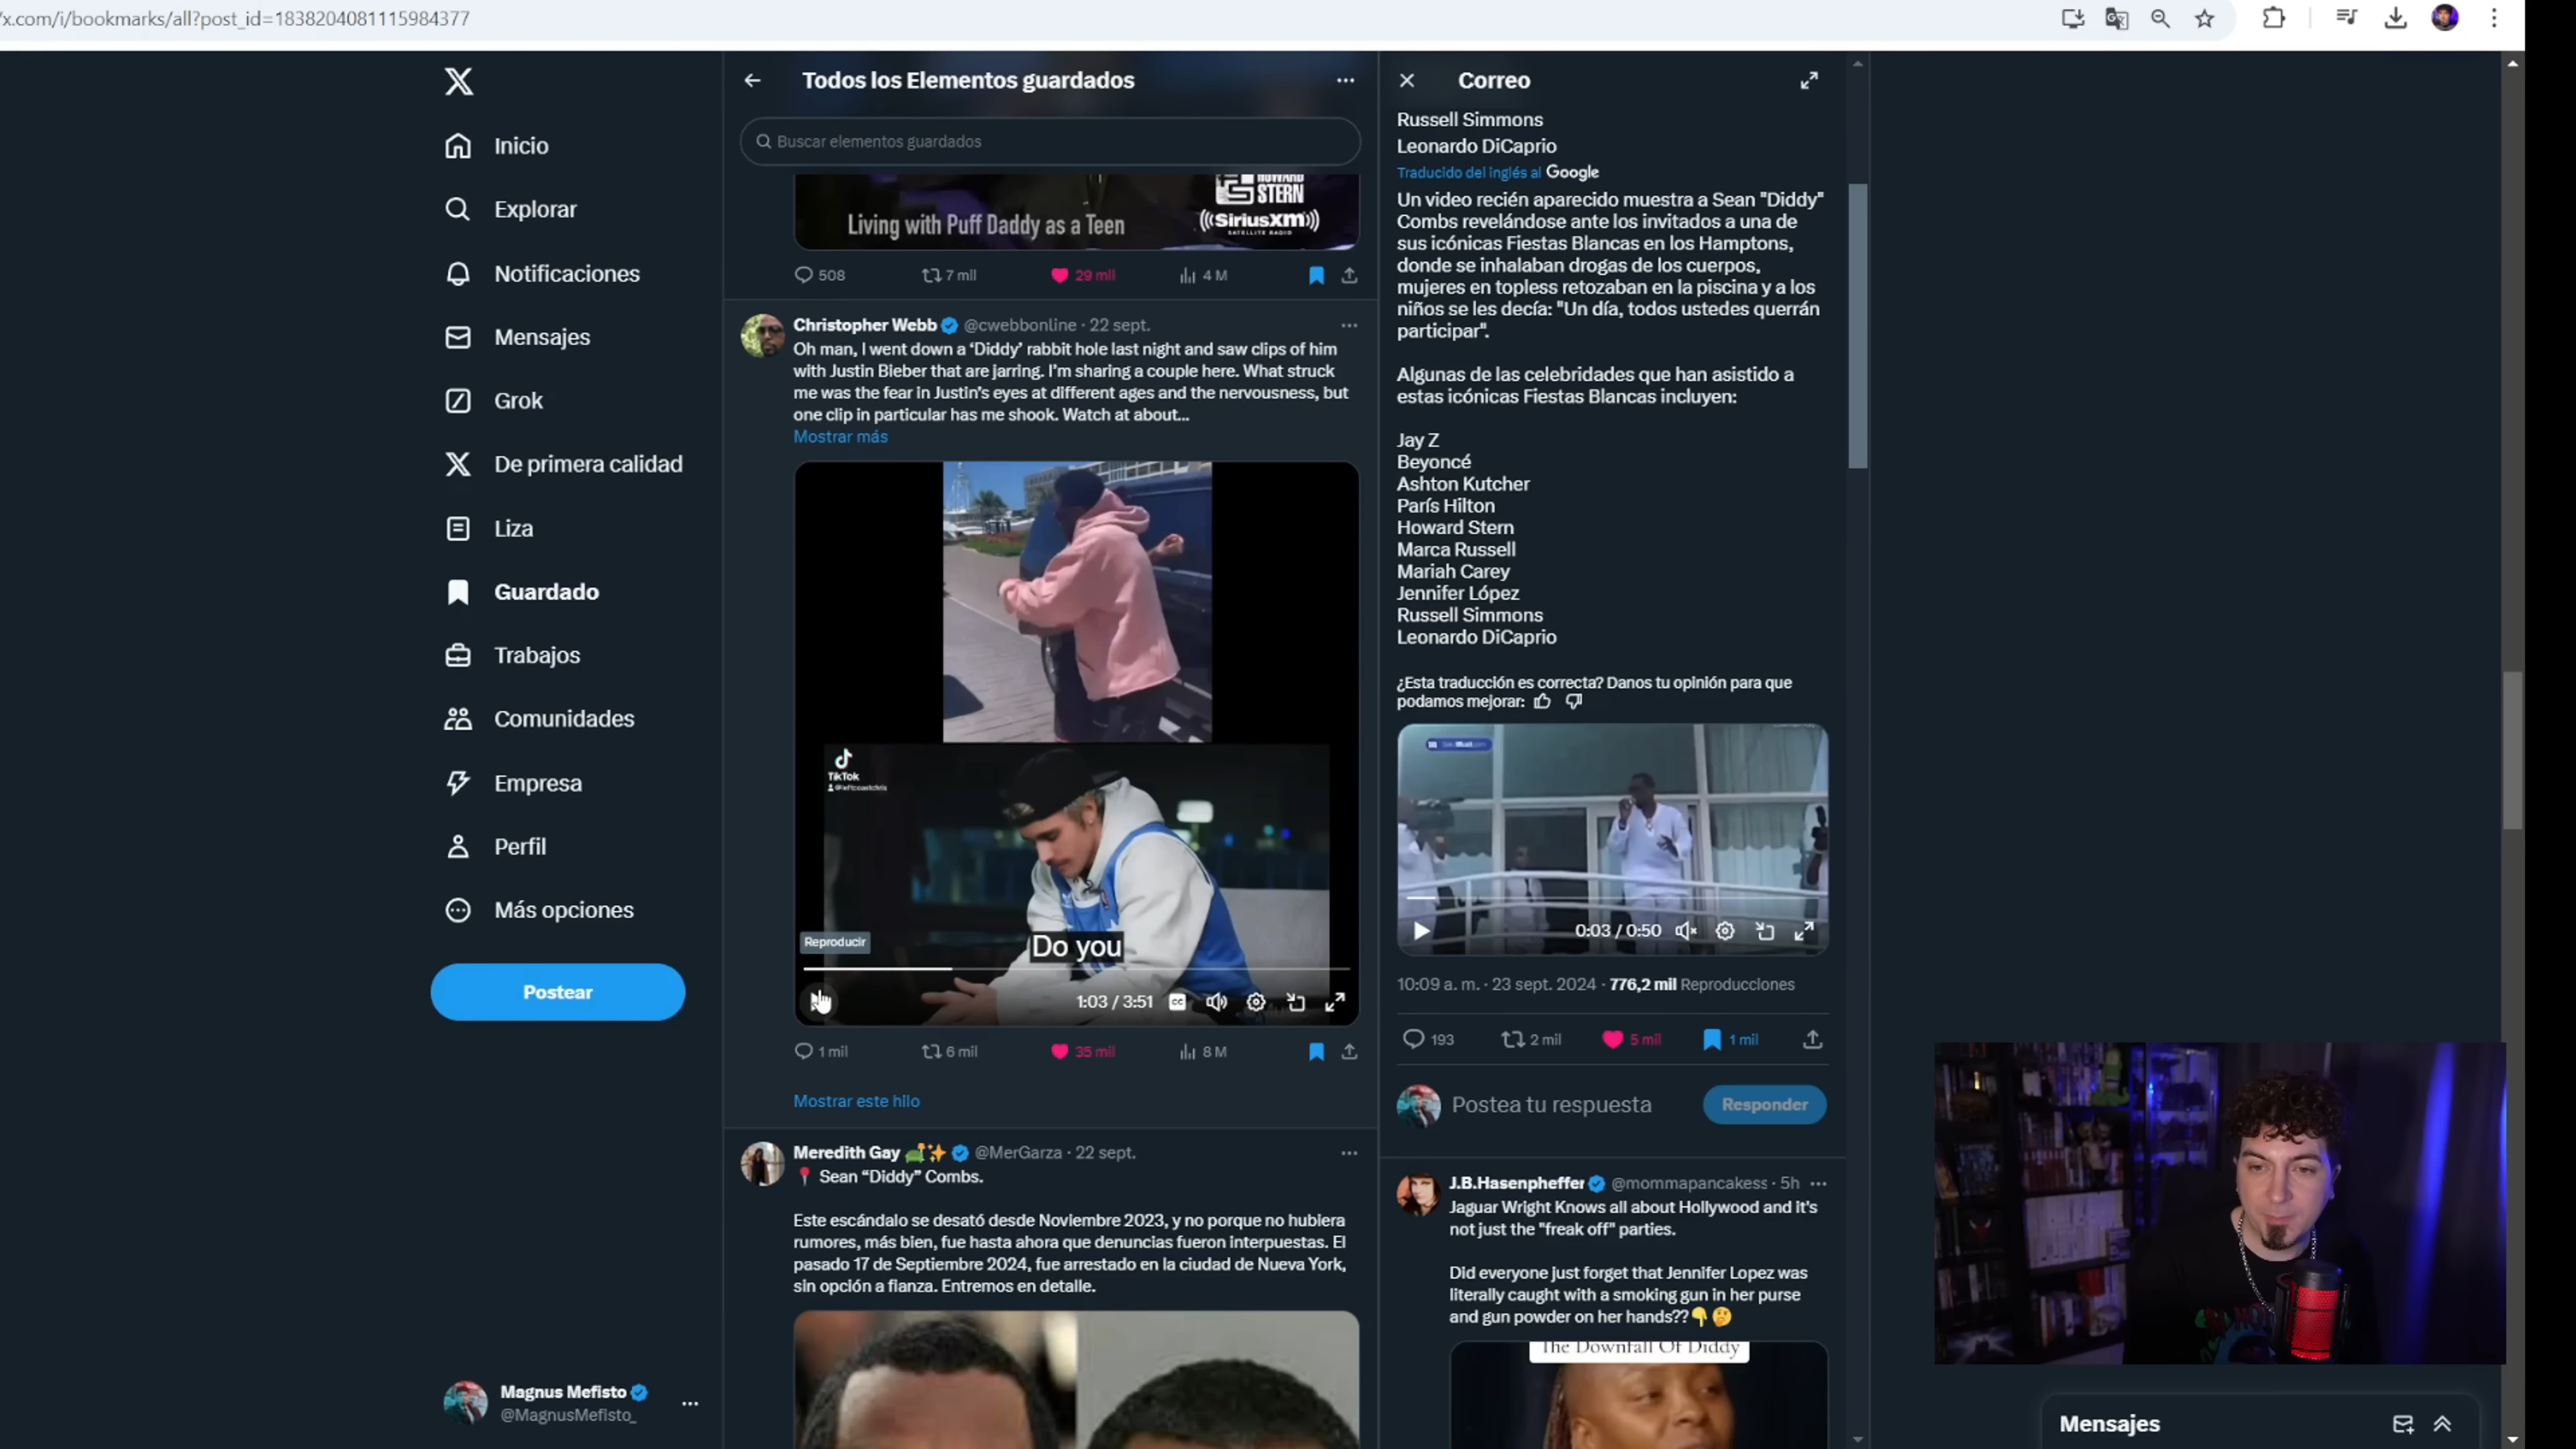 /x.com/i/bookmarks/all?post_id=1838204081115984377
Inicio
Explorar
Notificaciones
Mensajes
Grok
De primera calidad
Liza
Guardado
Trabajos
Comunidades
Empresa
Perfil
Más opciones
Postear
Magnus Mefisto
@MagnusMefisto_
Todos los Elementos guardados
Buscar elementos guardados
HOWARD
STERN
Living with Puff Daddy as a Teen
((SiriusXM))
SATELLITE RADIO
508
7 mil
29 mil
4 M
Christopher Webb @cwebbonline · 22 sept.
Oh man, I went down a ‘Diddy’ rabbit hole last night and saw clips of him
with Justin Bieber that are jarring. I’m sharing a couple here. What struck
me was the fear in Justin’s eyes at different ages and the nervousness, but
one clip in particular has me shook. Watch at about...
Mostrar más
TikTok
Reproducir
Do you
1:03 / 3:51
CC
1 mil
6 mil
35 mil
8 M
Mostrar este hilo
Meredith Gay @MerGarza · 22 sept.
📍 Sean “Diddy” Combs.
Este escándalo se desató desde Noviembre 2023, y no porque no hubiera
rumores, más bien, fue hasta ahora que denuncias fueron interpuestas. El
pasado 17 de Septiembre 2024, fue arrestado en la ciudad de Nueva York,
sin opción a fianza. Entremos en detalle.
Correo
Russell Simmons
Leonardo DiCaprio
Traducido del inglés al Google
Un video recién aparecido muestra a Sean "Diddy"
Combs revelándose ante los invitados a una de
sus icónicas Fiestas Blancas en los Hamptons,
donde se inhalaban drogas de los cuerpos,
mujeres en topless retozaban en la piscina y a los
niños se les decía: "Un día, todos ustedes querrán
participar".
Algunas de las celebridades que han asistido a
estas icónicas Fiestas Blancas incluyen:
Jay Z
Beyoncé
Ashton Kutcher
París Hilton
Howard Stern
Marca Russell
Mariah Carey
Jennifer López
Russell Simmons
Leonardo DiCaprio
¿Esta traducción es correcta? Danos tu opinión para que
podamos mejorar:
0:03 / 0:50
10:09 a. m. · 23 sept. 2024 · 776,2 mil Reproducciones
193
2 mil
5 mil
1 mil
Postea tu respuesta
Responder
J.B.Hasenpheffer @mommapancakess · 5h
Jaguar Wright Knows all about Hollywood and it's
not just the "freak off" parties.
Did everyone just forget that Jennifer Lopez was
literally caught with a smoking gun in her purse
and gun powder on her hands??👇🤔
The Downfall Of Diddy
Mensajes